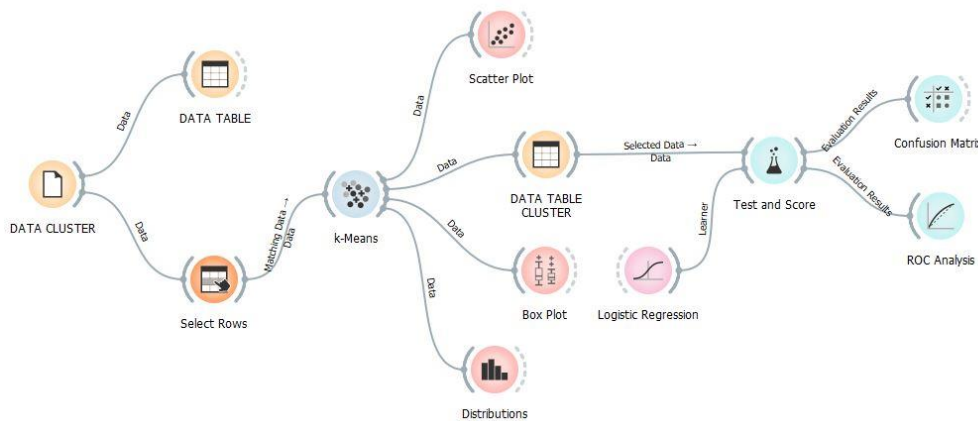 Scatter Plot
Data
DATA TABLE
Data
Data
Selected Data →
Data
DATA TABLE
CLUSTER
Evaluation Results
Confusion Matri
Test and Score
Evaluation Results
ROC Analysis
DATA CLUSTER
Data
Matching Data →
Data
k-Means
Data
Learner
Select Rows
Box Plot
Logistic Regression
Data
Distributions